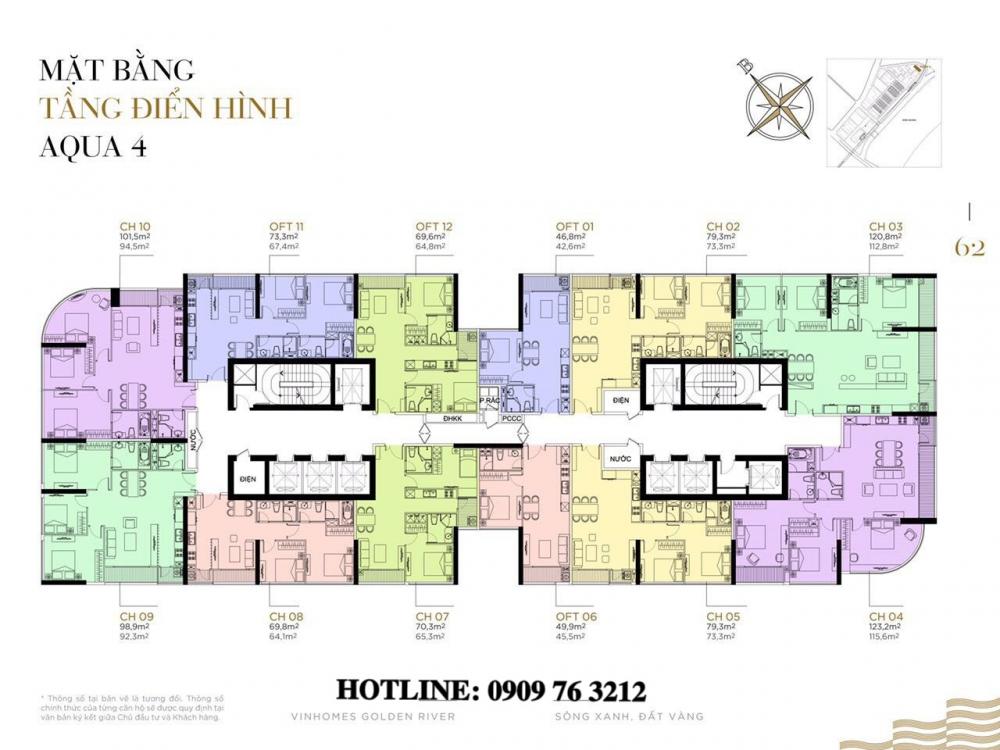 MẶT BẰNG
TẦNG ĐIỂN HÌNH
AQUA 4
B
62
CH 10
101,5m²
94,5m²
OFT 11
73,3m²
67,4m²
OFT 12
69,6m²
64,8m²
OFT 01
46,8m²
42,6m²
CH 02
79,3m²
73,3m²
CH 03
120,8m²
112,8m²
P.RÁC
ĐIỆN
ĐHKK
PCCC
NƯỚC
ĐIỆN
NƯỚC
CH 09
98,9m²
92,3m²
CH 08
69,8m²
64,1m²
CH 07
70,3m²
65,3m²
OFT 06
49,9m²
45,5m²
CH 05
79,3m²
73,3m²
CH 04
123,2m²
115,6m²
* Thông số tại bản vẽ là tương đối. Thông số
chính thức của từng căn hộ sẽ được quy định tại
văn bản ký kết giữa Chủ đầu tư và Khách hàng.
HOTLINE: 0909 76 3212
VINHOMES GOLDEN RIVER
SÔNG XANH, ĐẤT VÀNG